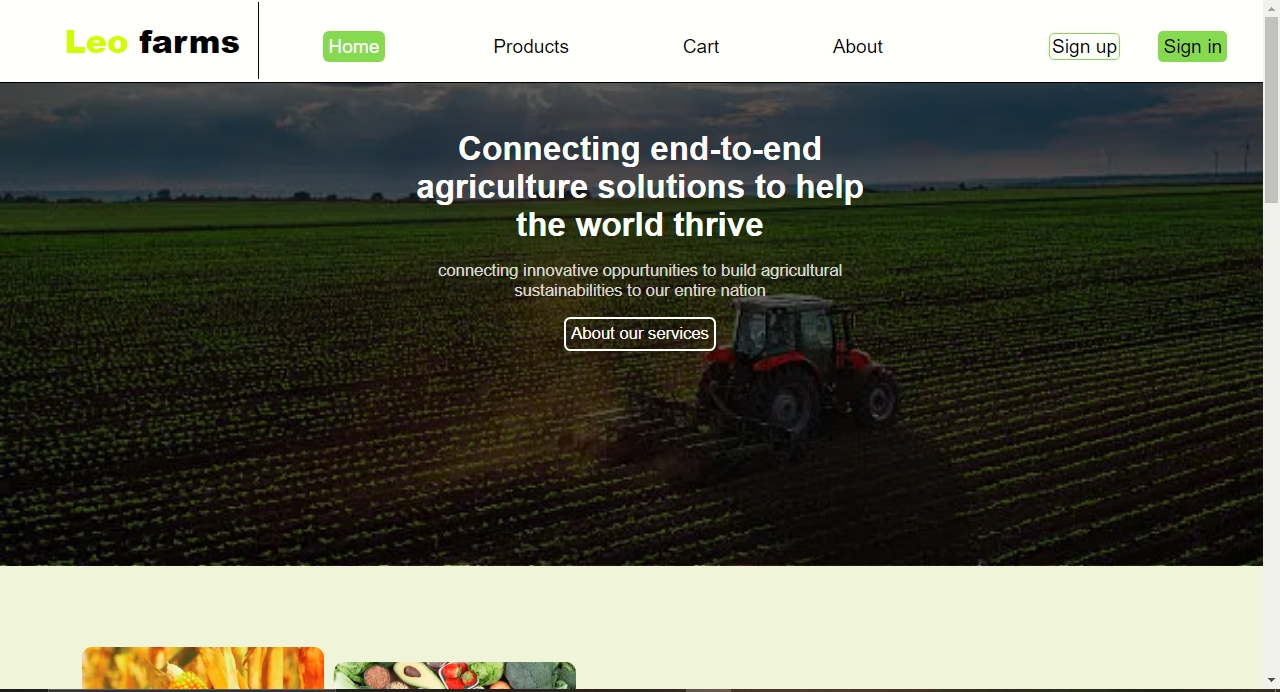 Leo farms
Home
Products
Cart
About
Sign up
Sign in
Connecting end-to-end
agriculture solutions to help
the world thrive
connecting innovative oppurtunities to build agricultural
sustainabilities to our entire nation
About our services